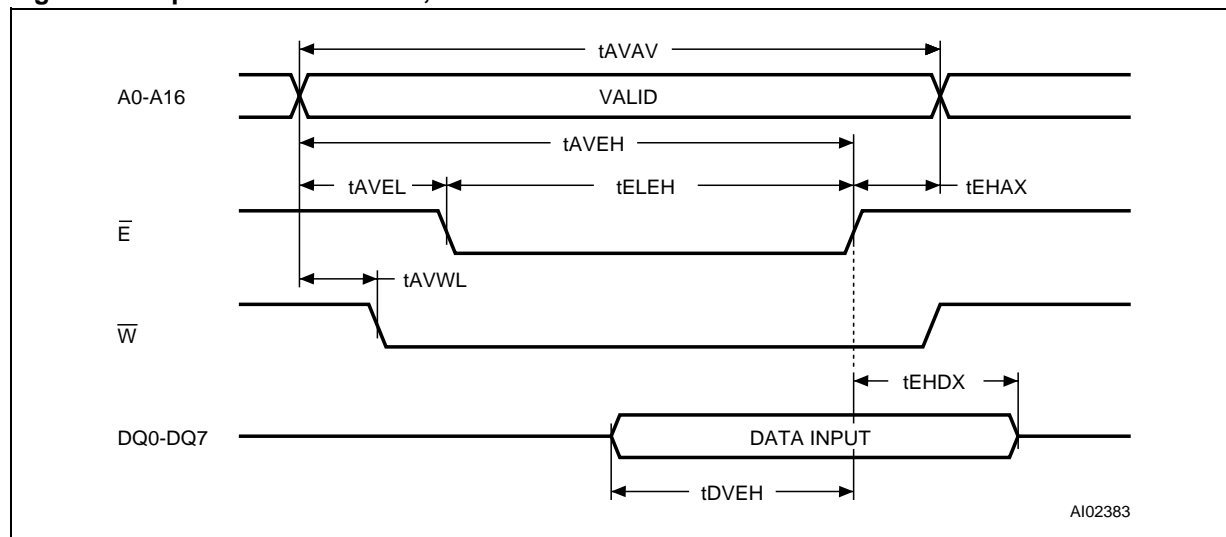 tAVAV
A0-A16
VALID
tAVEH
tAVEL
tELEH
tEHAX
E̅
tAVWL
W̅
tEHDX
DQ0-DQ7
DATA INPUT
tDVEH
AI02383